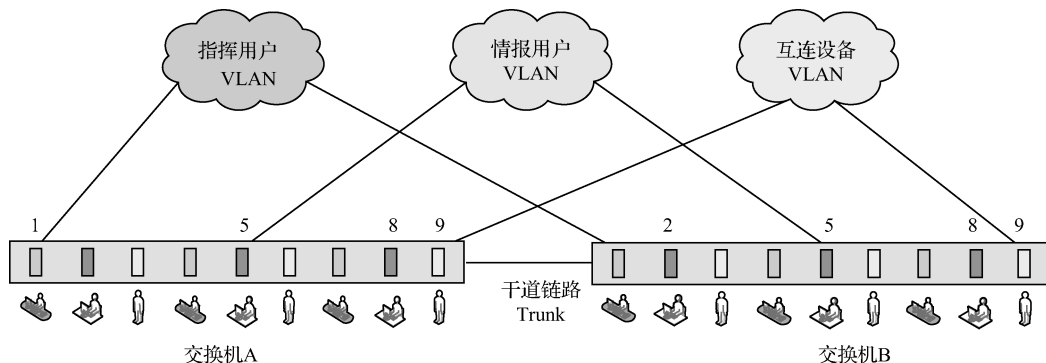 指挥用户
VLAN
情报用户
VLAN
互连设备
VLAN
1 5 8 9
2 5 8 9
干道链路
Trunk
交换机A
交换机B